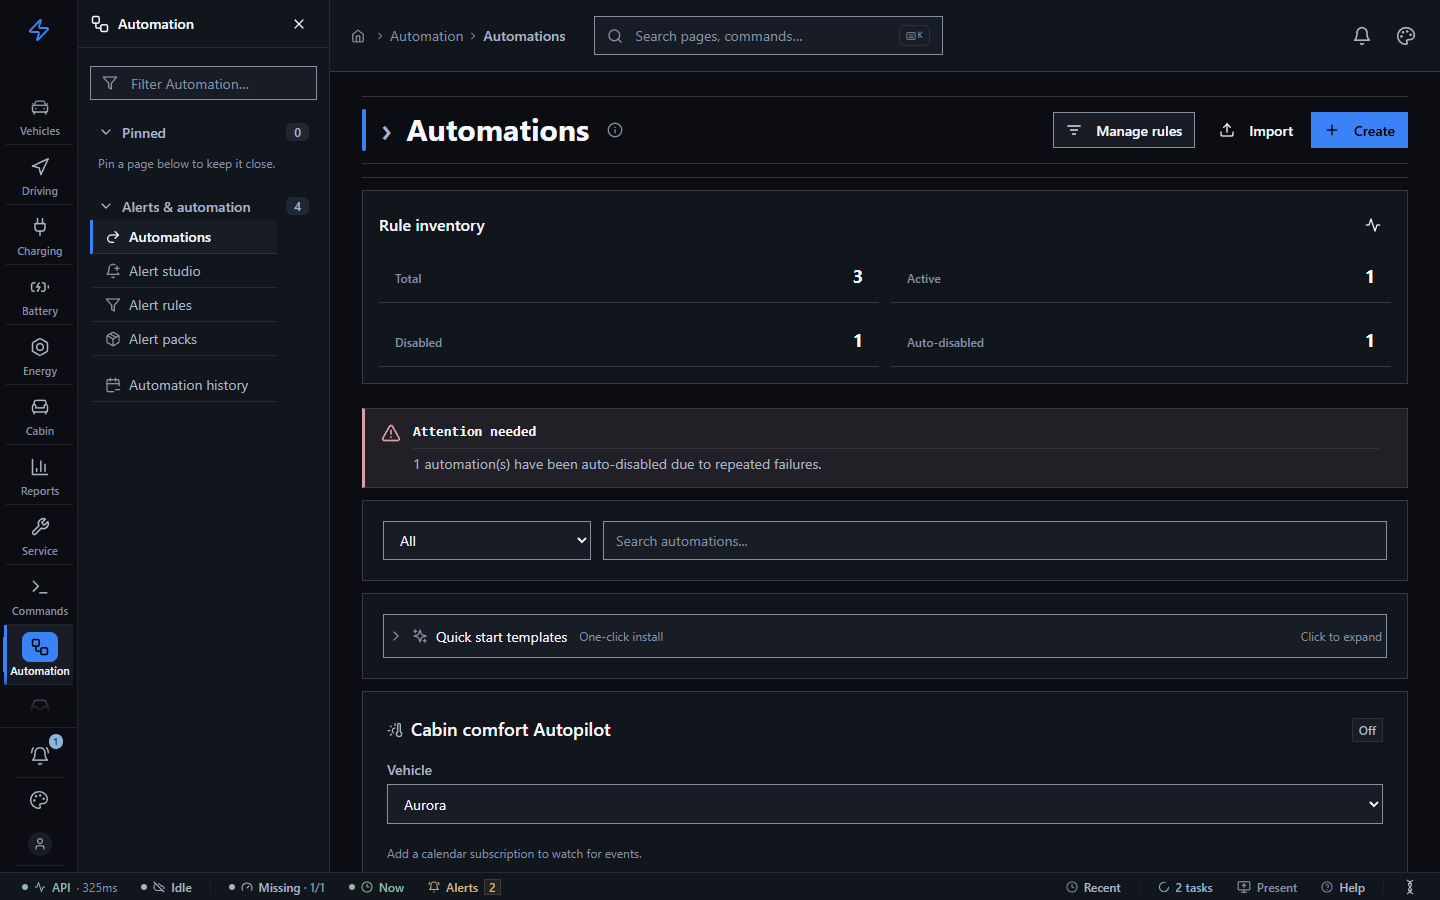 Automation
Automation
Automations
Search pages, commands...
K
Filter Automation...
Pinned
0
Pin a page below to keep it close.
Alerts & automation
4
Automations
Alert studio
Alert rules
Alert packs
Automation history
Vehicles
Driving
Charging
Battery
Energy
Cabin
Reports
Service
Commands
Automation
1
Automations
Manage rules
Import
Create
Rule inventory
Total
3
Active
1
Disabled
1
Auto-disabled
1
Attention needed
1 automation(s) have been auto-disabled due to repeated failures.
All
Search automations...
Quick start templates
One-click install
Click to expand
Cabin comfort Autopilot
Off
Vehicle
Aurora
Add a calendar subscription to watch for events.
API · 325ms
Idle
Missing · 1/1
Now
Alerts 2
Recent
2 tasks
Present
Help